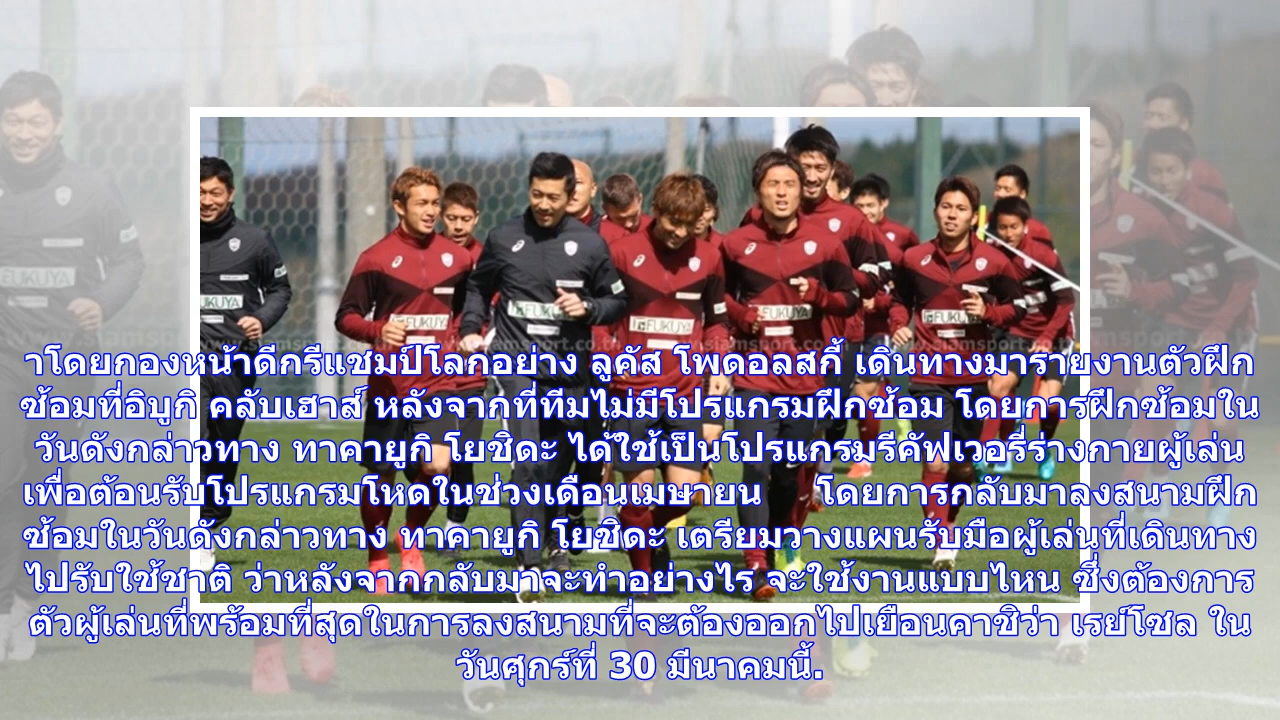 าโดยกองหน้าดีกรีแชมป์โลกอย่าง ลูคัส โพดอลสกี้ เดินทางมารายงานตัวฝึก
ซ้อมที่อิบูกิ คลับเฮาส์ หลังจากที่ทีมไม่มีโปรแกรมฝึกซ้อม โดยการฝึกซ้อมใน
วันดังกล่าวทาง ทาคายูกิ โยชิดะ ได้ใช้เป็นโปรแกรมรีคัฟเวอรี่ร่างกายผู้เล่น
เพื่อต้อนรับโปรแกรมโหดในช่วงเดือนเมษายน โดยการกลับมาลงสนามฝึก
ซ้อมในวันดังกล่าวทาง ทาคายูกิ โยชิดะ เตรียมวางแผนรับมือผู้เล่นที่เดินทาง
ไปรับใช้ชาติ ว่าหลังจากกลับมาจะทำอย่างไร จะใช้งานแบบไหน ซึ่งต้องการ
ตัวผู้เล่นที่พร้อมที่สุดในการลงสนามที่จะต้องออกไปเยือนคาชิว่า เรย์โซล ใน
วันศุกร์ที่ 30 มีนาคมนี้.
FUKUYA
FUKUYA
FUKUYA
www.siamsport.co.th